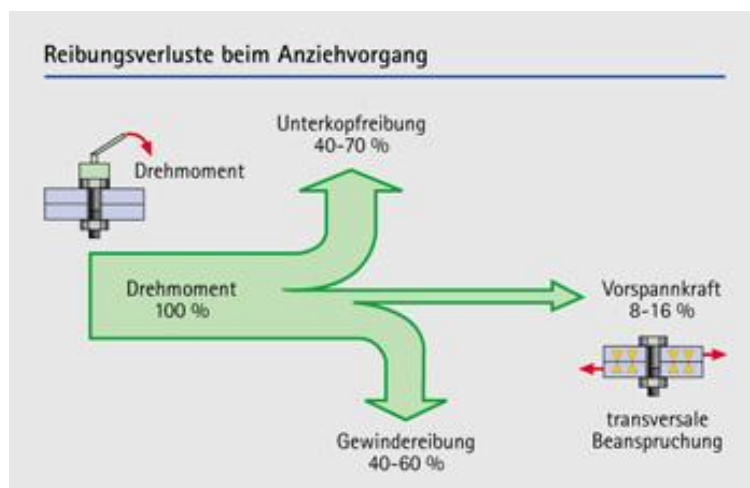 Reibungsverluste beim Anziehvorgang
Unterkopfreibung
40-70 %
Drehmoment
Drehmoment
100 %
Vorspannkraft
8-16 %
transversale
Beanspruchung
Gewindereibung
40-60 %